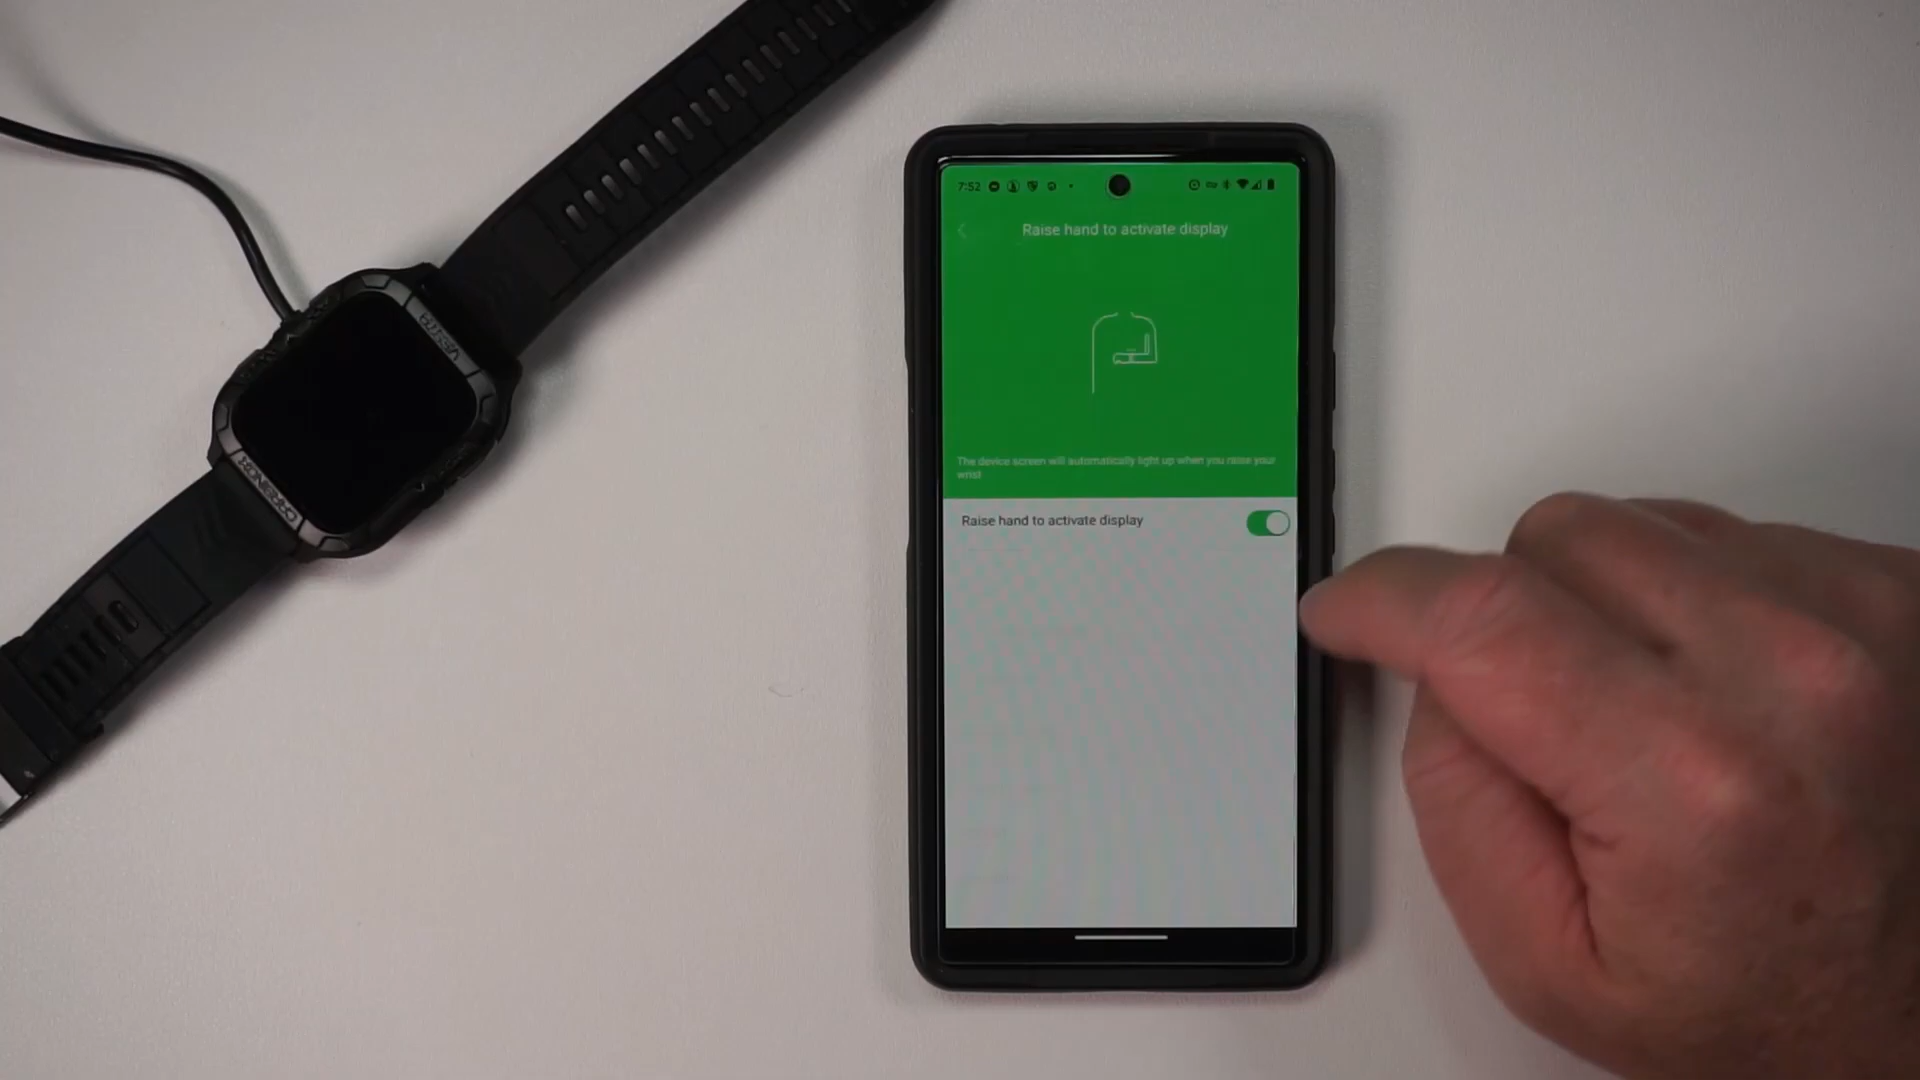 7:52
Raise hand to activate display
The device screen will automatically light up when you raise your
wrist
Raise hand to activate display
CARBINOX